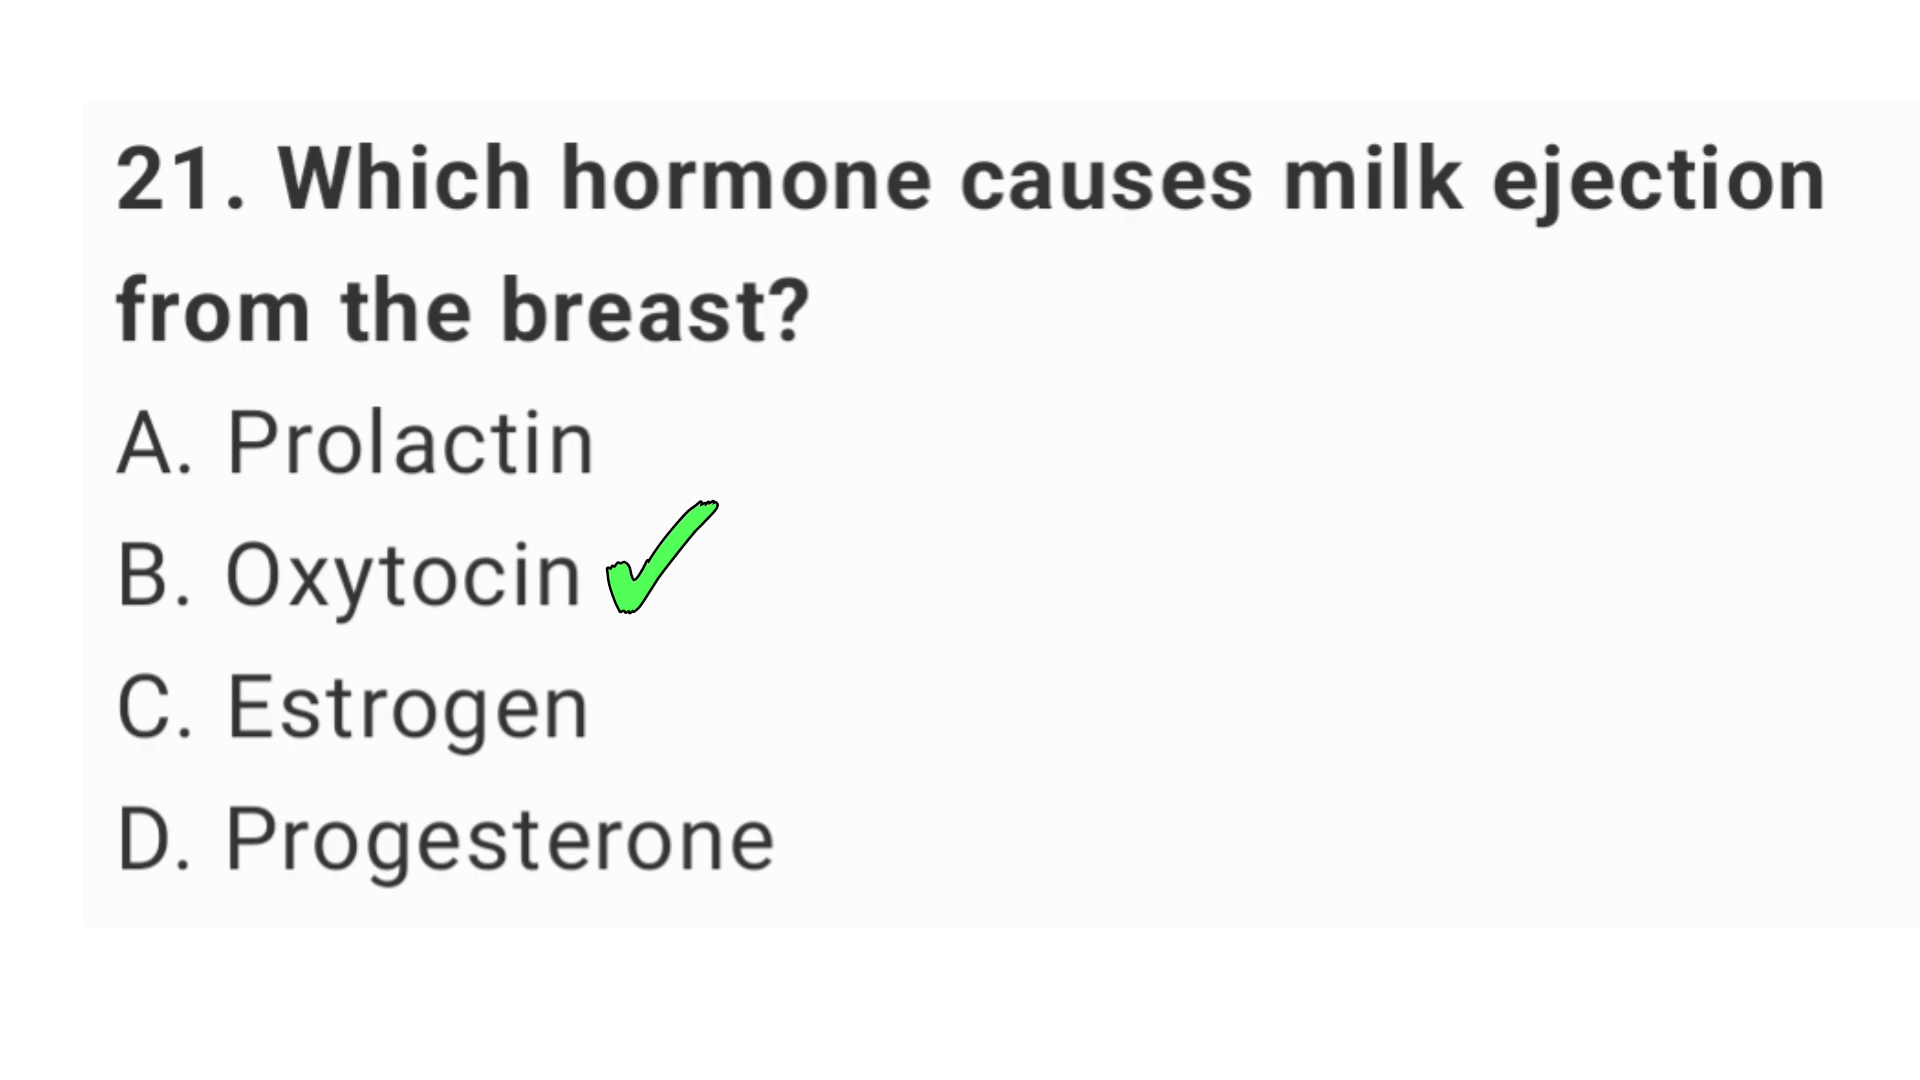 21. Which hormone causes milk ejection
from the breast?
A. Prolactin
B. Oxytocin
C. Estrogen
D. Progesterone